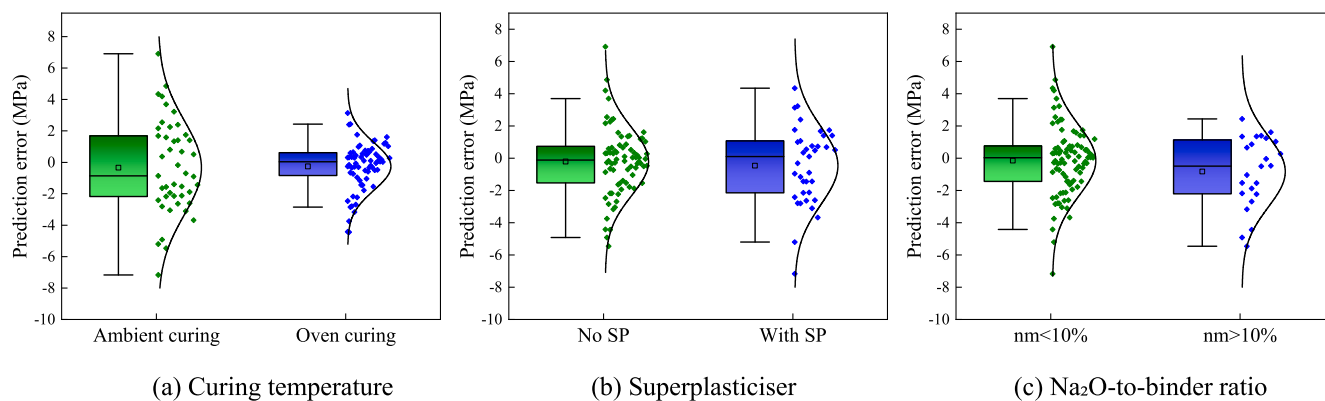 Prediction error (MPa)
8
6
4
2
0
-2
-4
-6
-8
-10
Ambient curing
Oven curing
(a) Curing temperature
Prediction error (MPa)
8
6
4
2
0
-2
-4
-6
-8
-10
No SP
With SP
(b) Superplasticiser
Prediction error (MPa)
8
6
4
2
0
-2
-4
-6
-8
-10
nm<10%
nm>10%
(c) Na₂O-to-binder ratio